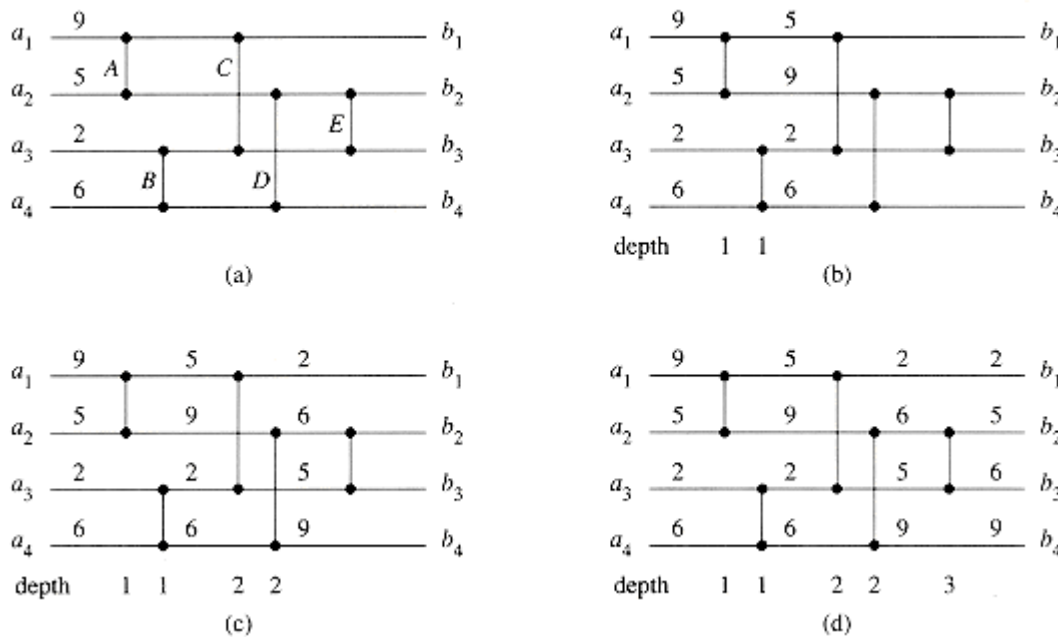 9
a1 A C b1
5
a2 E b2
2
a3 B D b3
6
a4 b4
(a)
9 5
a1 b1
5 9
a2 b2
2 2
a3 b3
6 6
a4 b4
depth 1 1
(b)
9 5 2
a1 b1
5 9 6
a2 b2
2 2 5
a3 b3
6 6 9
a4 b4
depth 1 1 2 2
(c)
9 5 2 2
a1 b1
5 9 6 5
a2 b2
2 2 5 6
a3 b3
6 6 9 9
a4 b4
depth 1 1 2 2 3
(d)